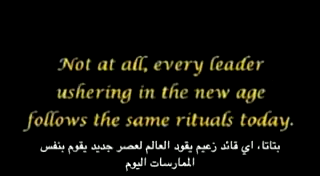 Not at all, every leader
ushering in the new age
follows the same rituals today.
بتاتا، اي قائد زعيم يقود العالم لعصر جديد يقوم بنفس
الممارسات اليوم